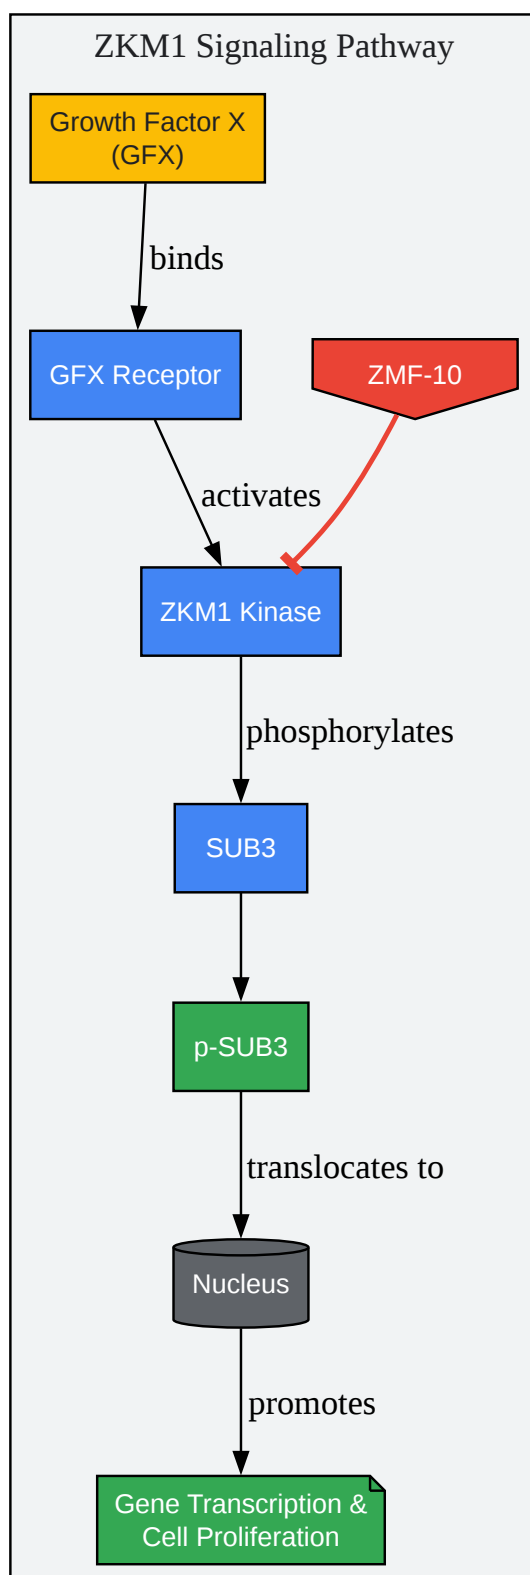 ZKM1 Signaling Pathway
Growth Factor X
(GFX)
binds
GFX Receptor
ZMF-10
activates
ZKM1 Kinase
phosphorylates
SUB3
p-SUB3
translocates to
Nucleus
promotes
Gene Transcription &
Cell Proliferation